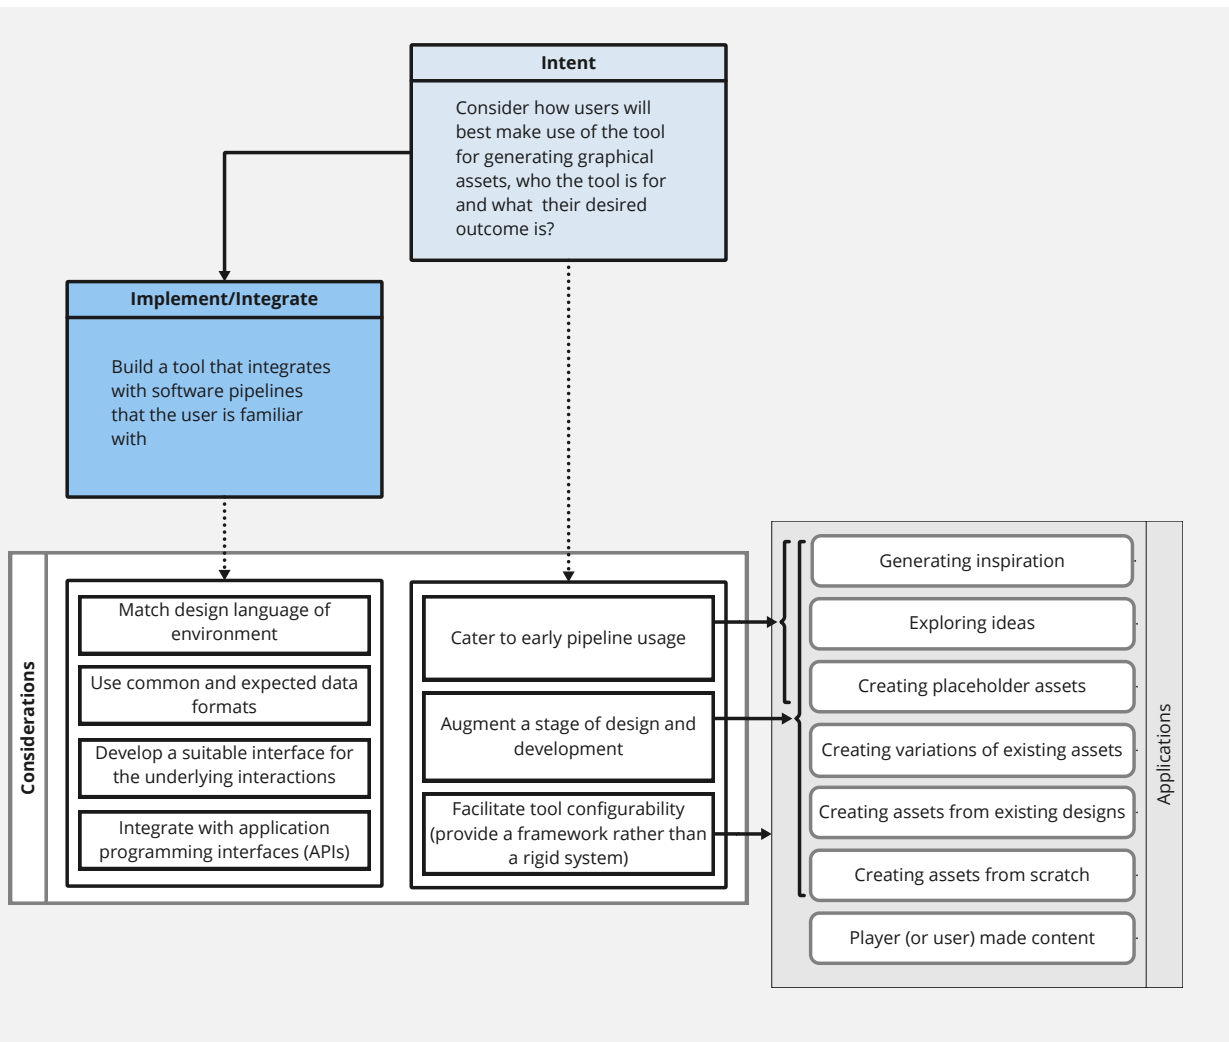 Intent
Consider how users will
best make use of the tool
for generating graphical
assets, who the tool is for
and what their desired
outcome is?
Implement/Integrate
Build a tool that integrates
with software pipelines
that the user is familiar
with
Considerations
Match design language of
environment
Use common and expected data
formats
Develop a suitable interface for
the underlying interactions
Integrate with application
programming interfaces (APIs)
Cater to early pipeline usage
Augment a stage of design and
development
Facilitate tool configurability
(provide a framework rather than
a rigid system)
Generating inspiration
Exploring ideas
Creating placeholder assets
Creating variations of existing assets
Creating assets from existing designs
Creating assets from scratch
Player (or user) made content
Applications